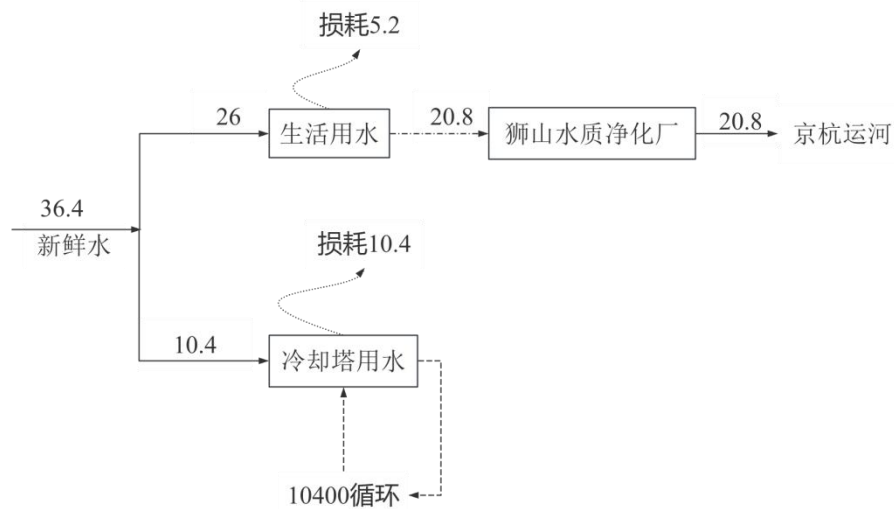 损耗5.2
26
生活用水
20.8
狮山水质净化厂
20.8
京杭运河
36.4
新鲜水
损耗10.4
10.4
冷却塔用水
10400循环